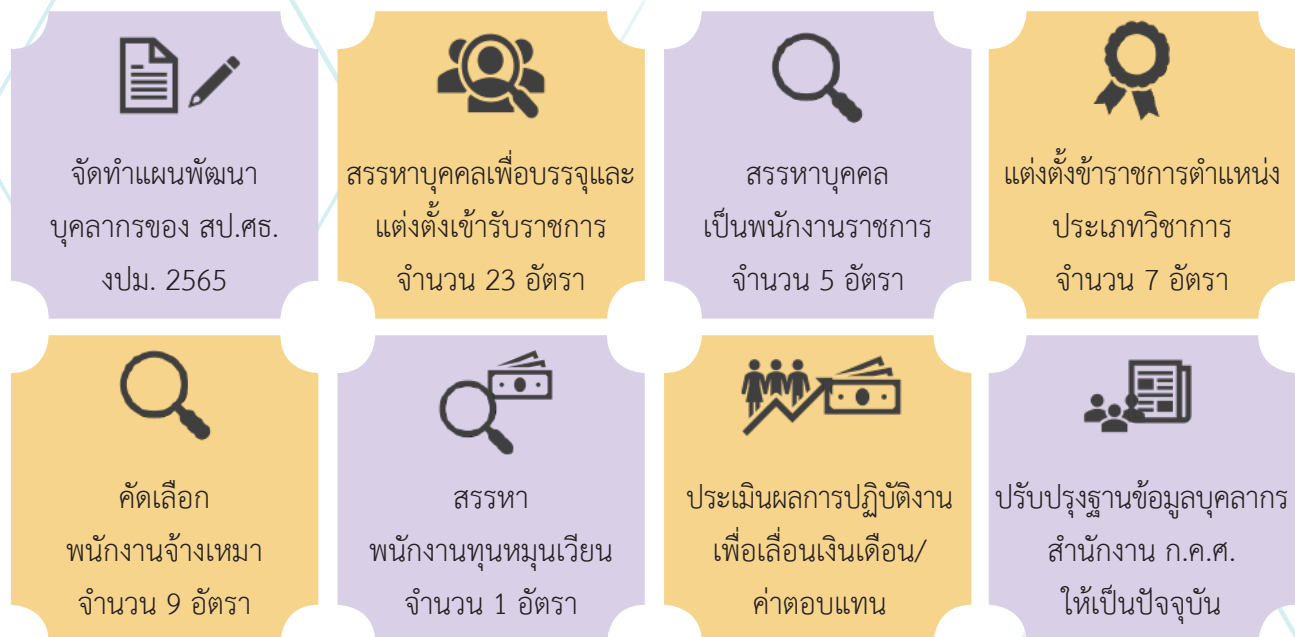 จัดทำแผนพัฒนา
บุคลากรของ สป.ศธ.
งปม. 2565
สรรหาบุคคลเพื่อบรรจุและ
แต่งตั้งเข้ารับราชการ
จำนวน 23 อัตรา
สรรหาบุคคล
เป็นพนักงานราชการ
จำนวน 5 อัตรา
แต่งตั้งข้าราชการตำแหน่ง
ประเภทวิชาการ
จำนวน 7 อัตรา
คัดเลือก
พนักงานจ้างเหมา
จำนวน 9 อัตรา
สรรหา
พนักงานทุนหมุนเวียน
จำนวน 1 อัตรา
ประเมินผลการปฏิบัติงาน
เพื่อเลื่อนเงินเดือน/
ค่าตอบแทน
ปรับปรุงฐานข้อมูลบุคลากร
สำนักงาน ก.ค.ศ.
ให้เป็นปัจจุบัน